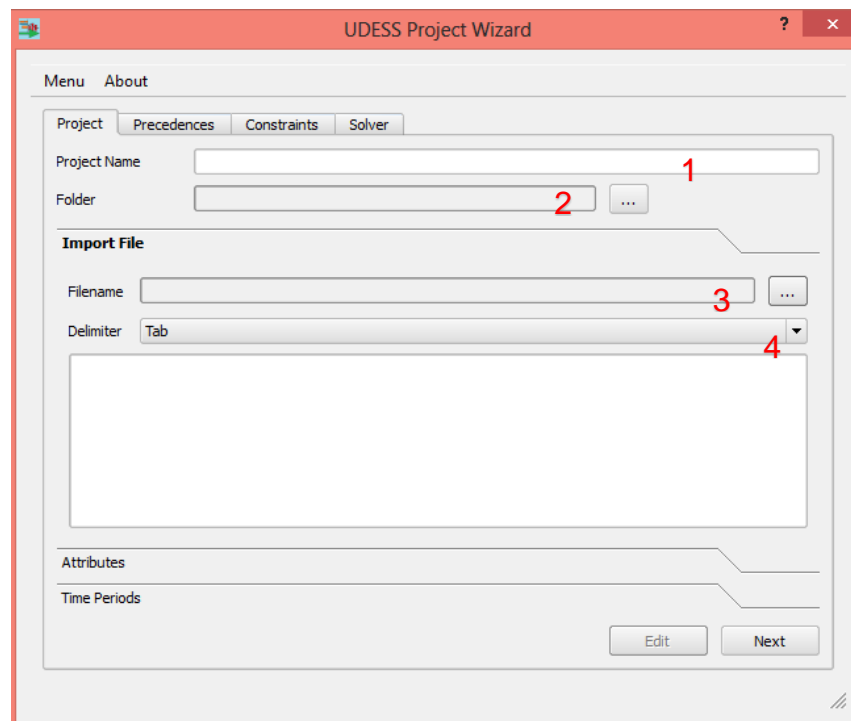 UDESS Project Wizard ?
Menu About
Project Precedences Constraints Solver
Project Name 1
Folder 2 ...
Import File
Filename 3 ...
Delimiter Tab 4
Attributes
Time Periods
Edit Next